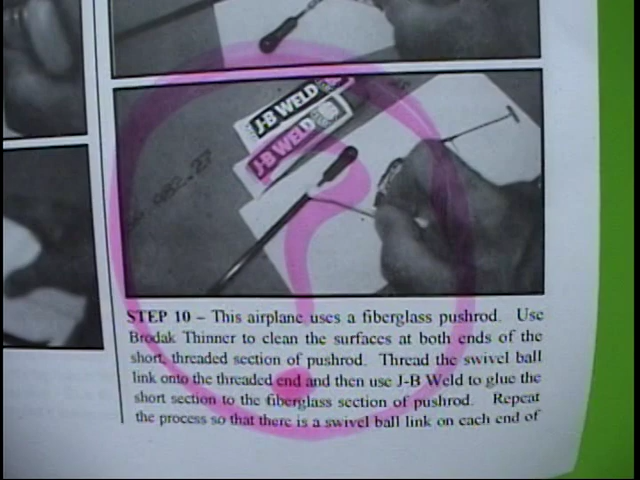 J-B WELD
J-B WELD
STEP 10 – This airplane uses a fiberglass pushrod. Use
Brodak Thinner to clean the surfaces at both ends of the
short, threaded section of pushrod. Thread the swivel ball
link onto the threaded end and then use J-B Weld to glue the
short section to the fiberglass section of pushrod. Repeat
the process so that there is a swivel ball link on each end of